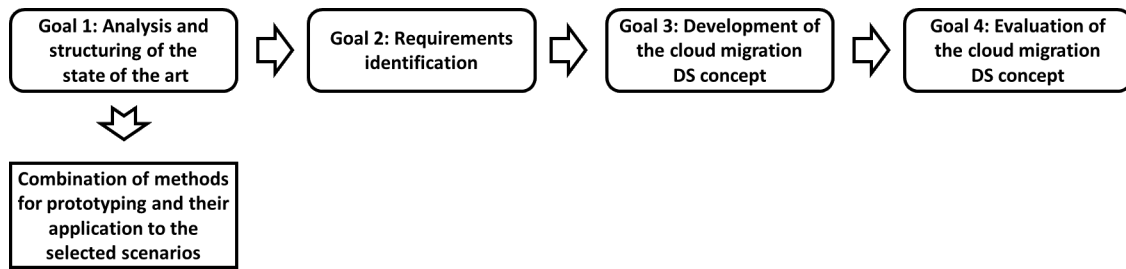 Goal 1: Analysis and
structuring of the
state of the art
Goal 2: Requirements
identification
Goal 3: Development of
the cloud migration
DS concept
Goal 4: Evaluation of
the cloud migration
DS concept
Combination of methods
for prototyping and their
application to the
selected scenarios